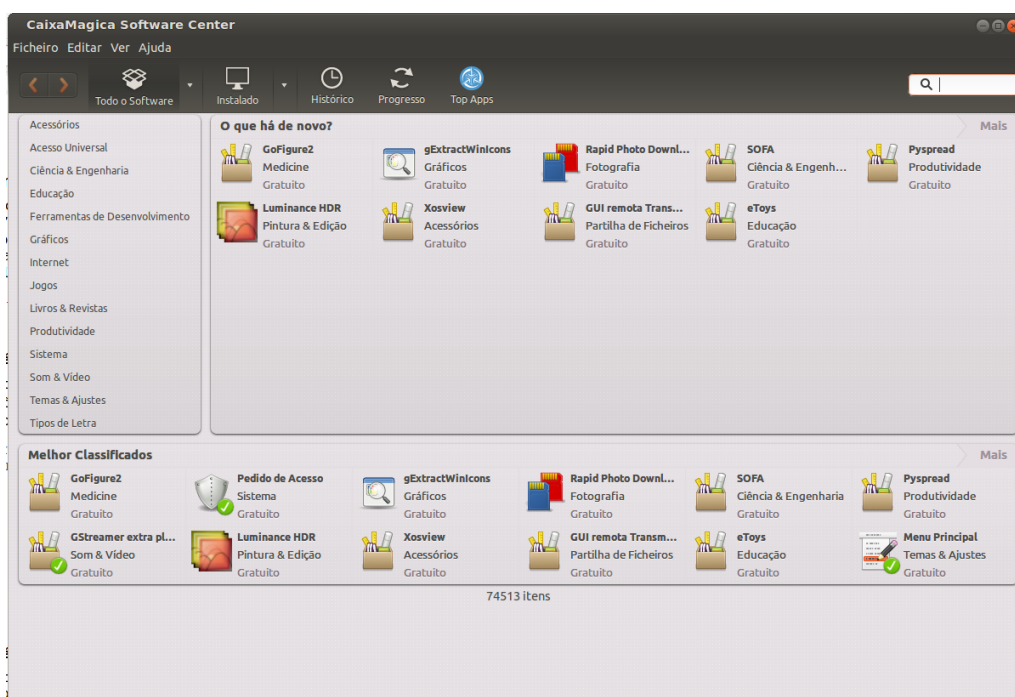 CaixaMagica Software Center
Ficheiro Editar Ver Ajuda
Todo o Software
Instalado
Histórico
Progresso
Top Apps
Acessórios
Acesso Universal
Ciência & Engenharia
Educação
Ferramentas de Desenvolvimento
Gráficos
Internet
Jogos
Livros & Revistas
Produtividade
Sistema
Som & Vídeo
Temas & Ajustes
Tipos de Letra
O que há de novo?
Mais
GoFigure2
Medicine
Gratuito
gExtractWinIcons
Gráficos
Gratuito
Rapid Photo Downl...
Fotografia
Gratuito
SOFA
Ciência & Engenh...
Gratuito
Pyspread
Produtividade
Gratuito
Luminance HDR
Pintura & Edição
Gratuito
Xosview
Acessórios
Gratuito
GUI remota Trans...
Partilha de Ficheiros
Gratuito
eToys
Educação
Gratuito
Melhor Classificados
Mais
GoFigure2
Medicine
Gratuito
Pedido de Acesso
Sistema
Gratuito
gExtractWinIcons
Gráficos
Gratuito
Rapid Photo Downl...
Fotografia
Gratuito
SOFA
Ciência & Engenharia
Gratuito
Pyspread
Produtividade
Gratuito
GStreamer extra pl...
Som & Vídeo
Gratuito
Luminance HDR
Pintura & Edição
Gratuito
Xosview
Acessórios
Gratuito
GUI remota Transm...
Partilha de Ficheiros
Gratuito
eToys
Educação
Gratuito
Menu Principal
Temas & Ajustes
Gratuito
74513 itens